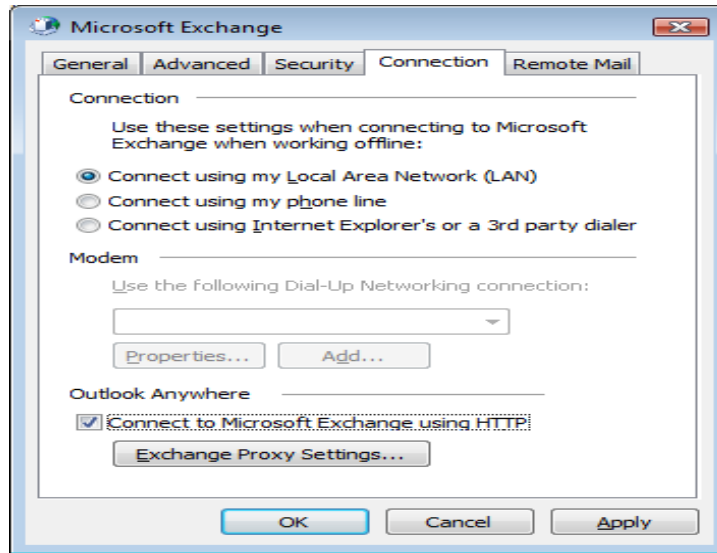 Microsoft Exchange
General Advanced Security Connection Remote Mail
Connection
Use these settings when connecting to Microsoft
Exchange when working offline:
Connect using my Local Area Network (LAN)
Connect using my phone line
Connect using Internet Explorer's or a 3rd party dialer
Modem
Use the following Dial-Up Networking connection:
Properties... Add...
Outlook Anywhere
Connect to Microsoft Exchange using HTTP
Exchange Proxy Settings...
OK Cancel Apply